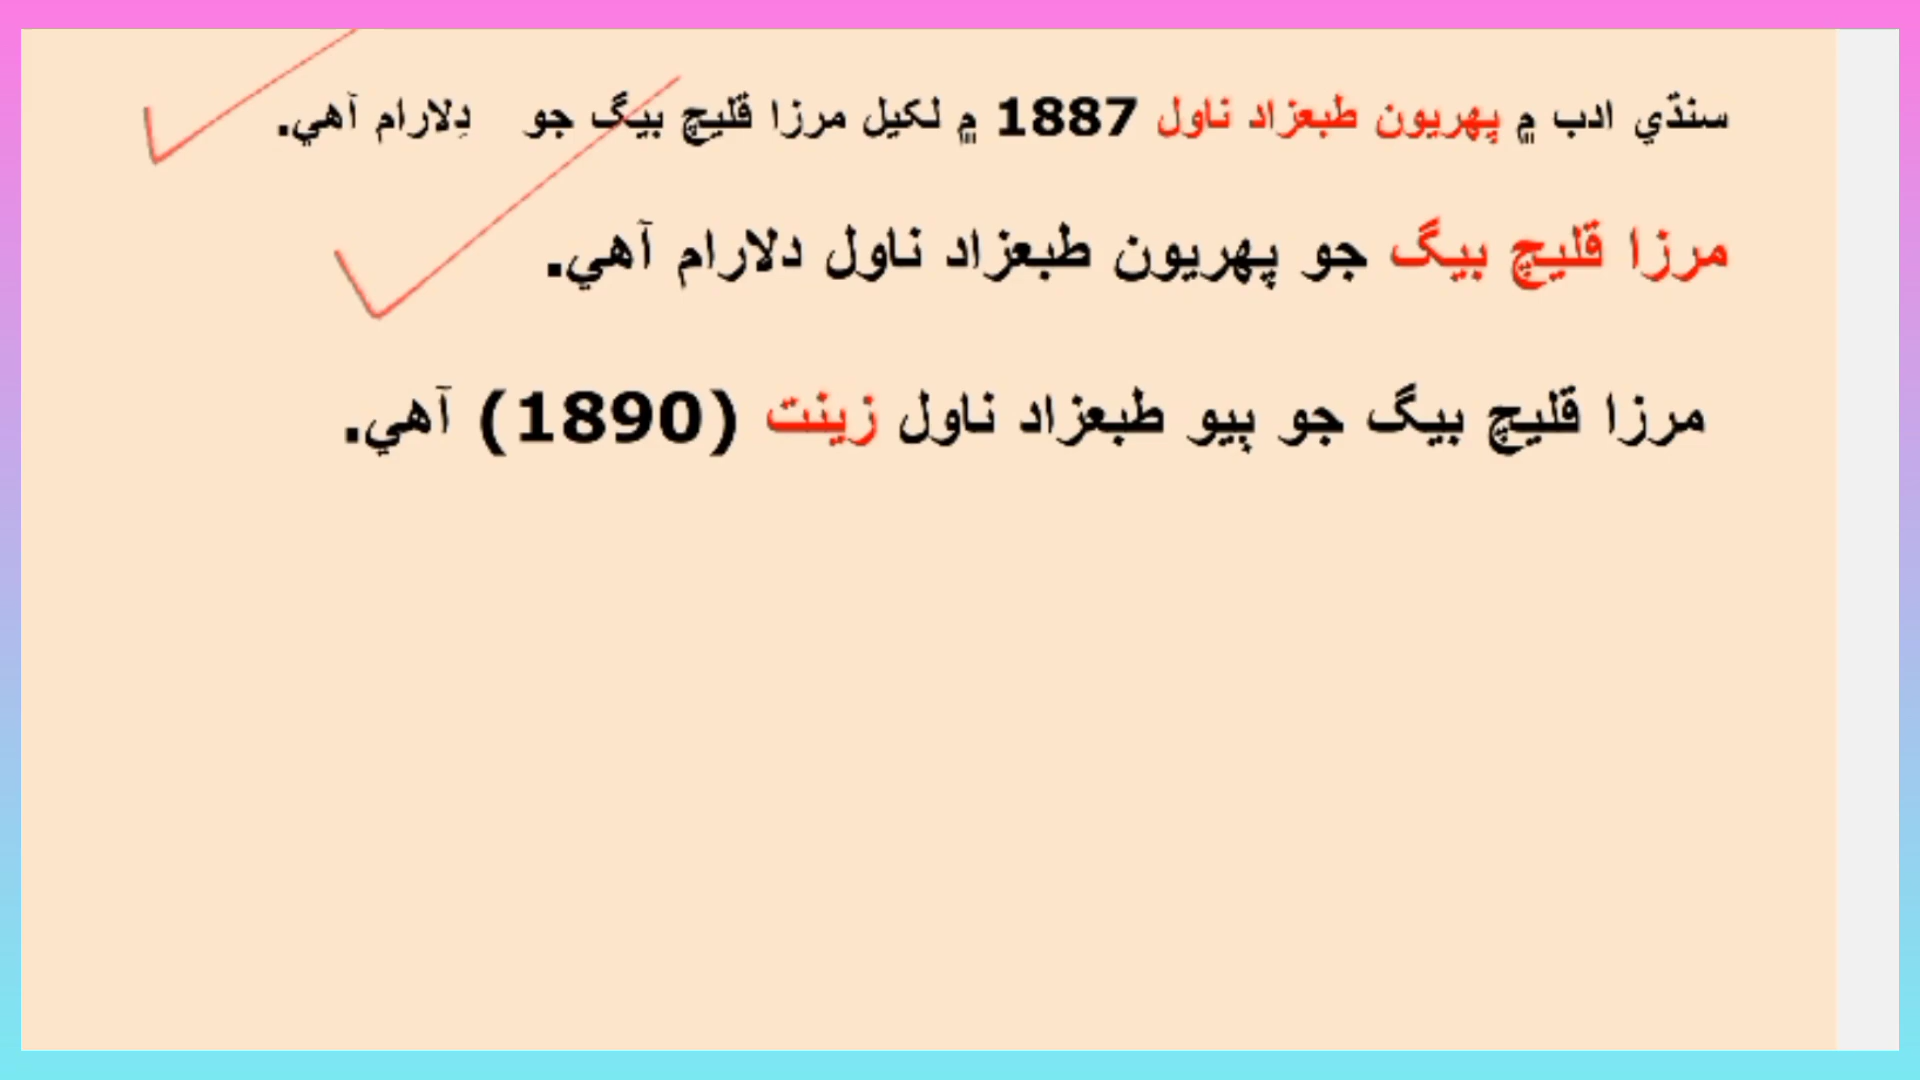 سنڌي ادب ۾ پهريون طبعزاد ناول 1887 ۾ لکيل مرزا قليچ بيگ جو دِلارام آهي.
مرزا قليچ بيگ جو پهريون طبعزاد ناول دلارام آهي.
مرزا قليچ بيگ جو ٻيو طبعزاد ناول زينت (1890) آهي.